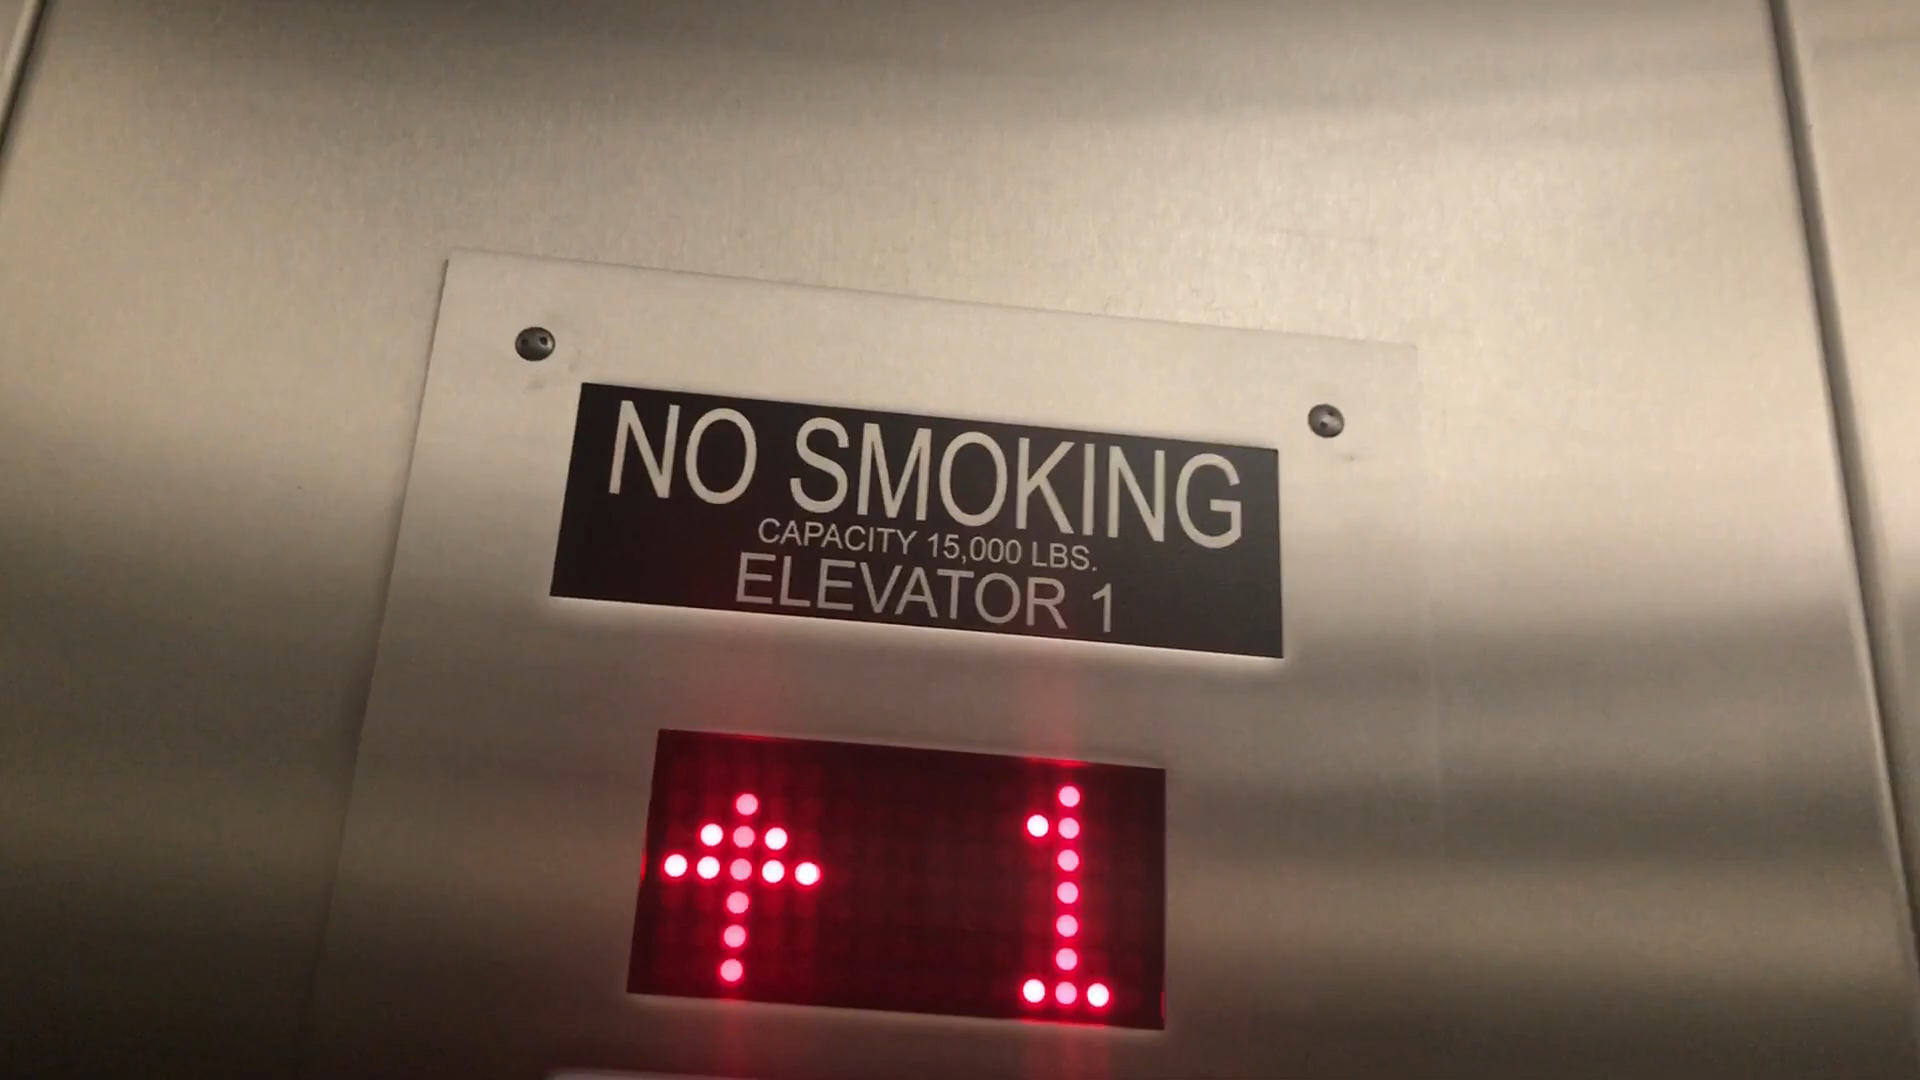 NO SMOKING
CAPACITY 15,000 LBS.
ELEVATOR 1
↑ 1